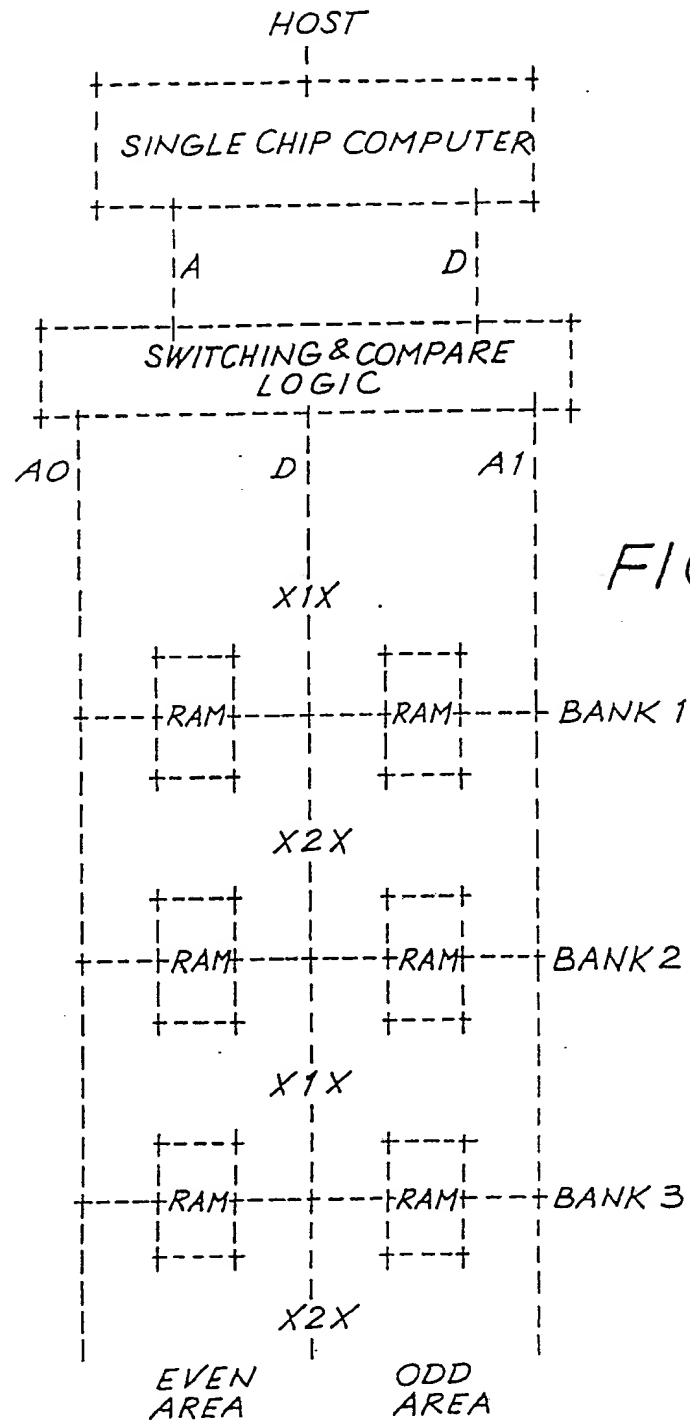 HOST
SINGLE CHIP COMPUTER
A D
SWITCHING & COMPARE
LOGIC
A0 D A1
X1X
RAM RAM BANK 1
X2X
RAM RAM BANK 2
X1X
RAM RAM BANK 3
X2X
EVEN ODD
AREA AREA